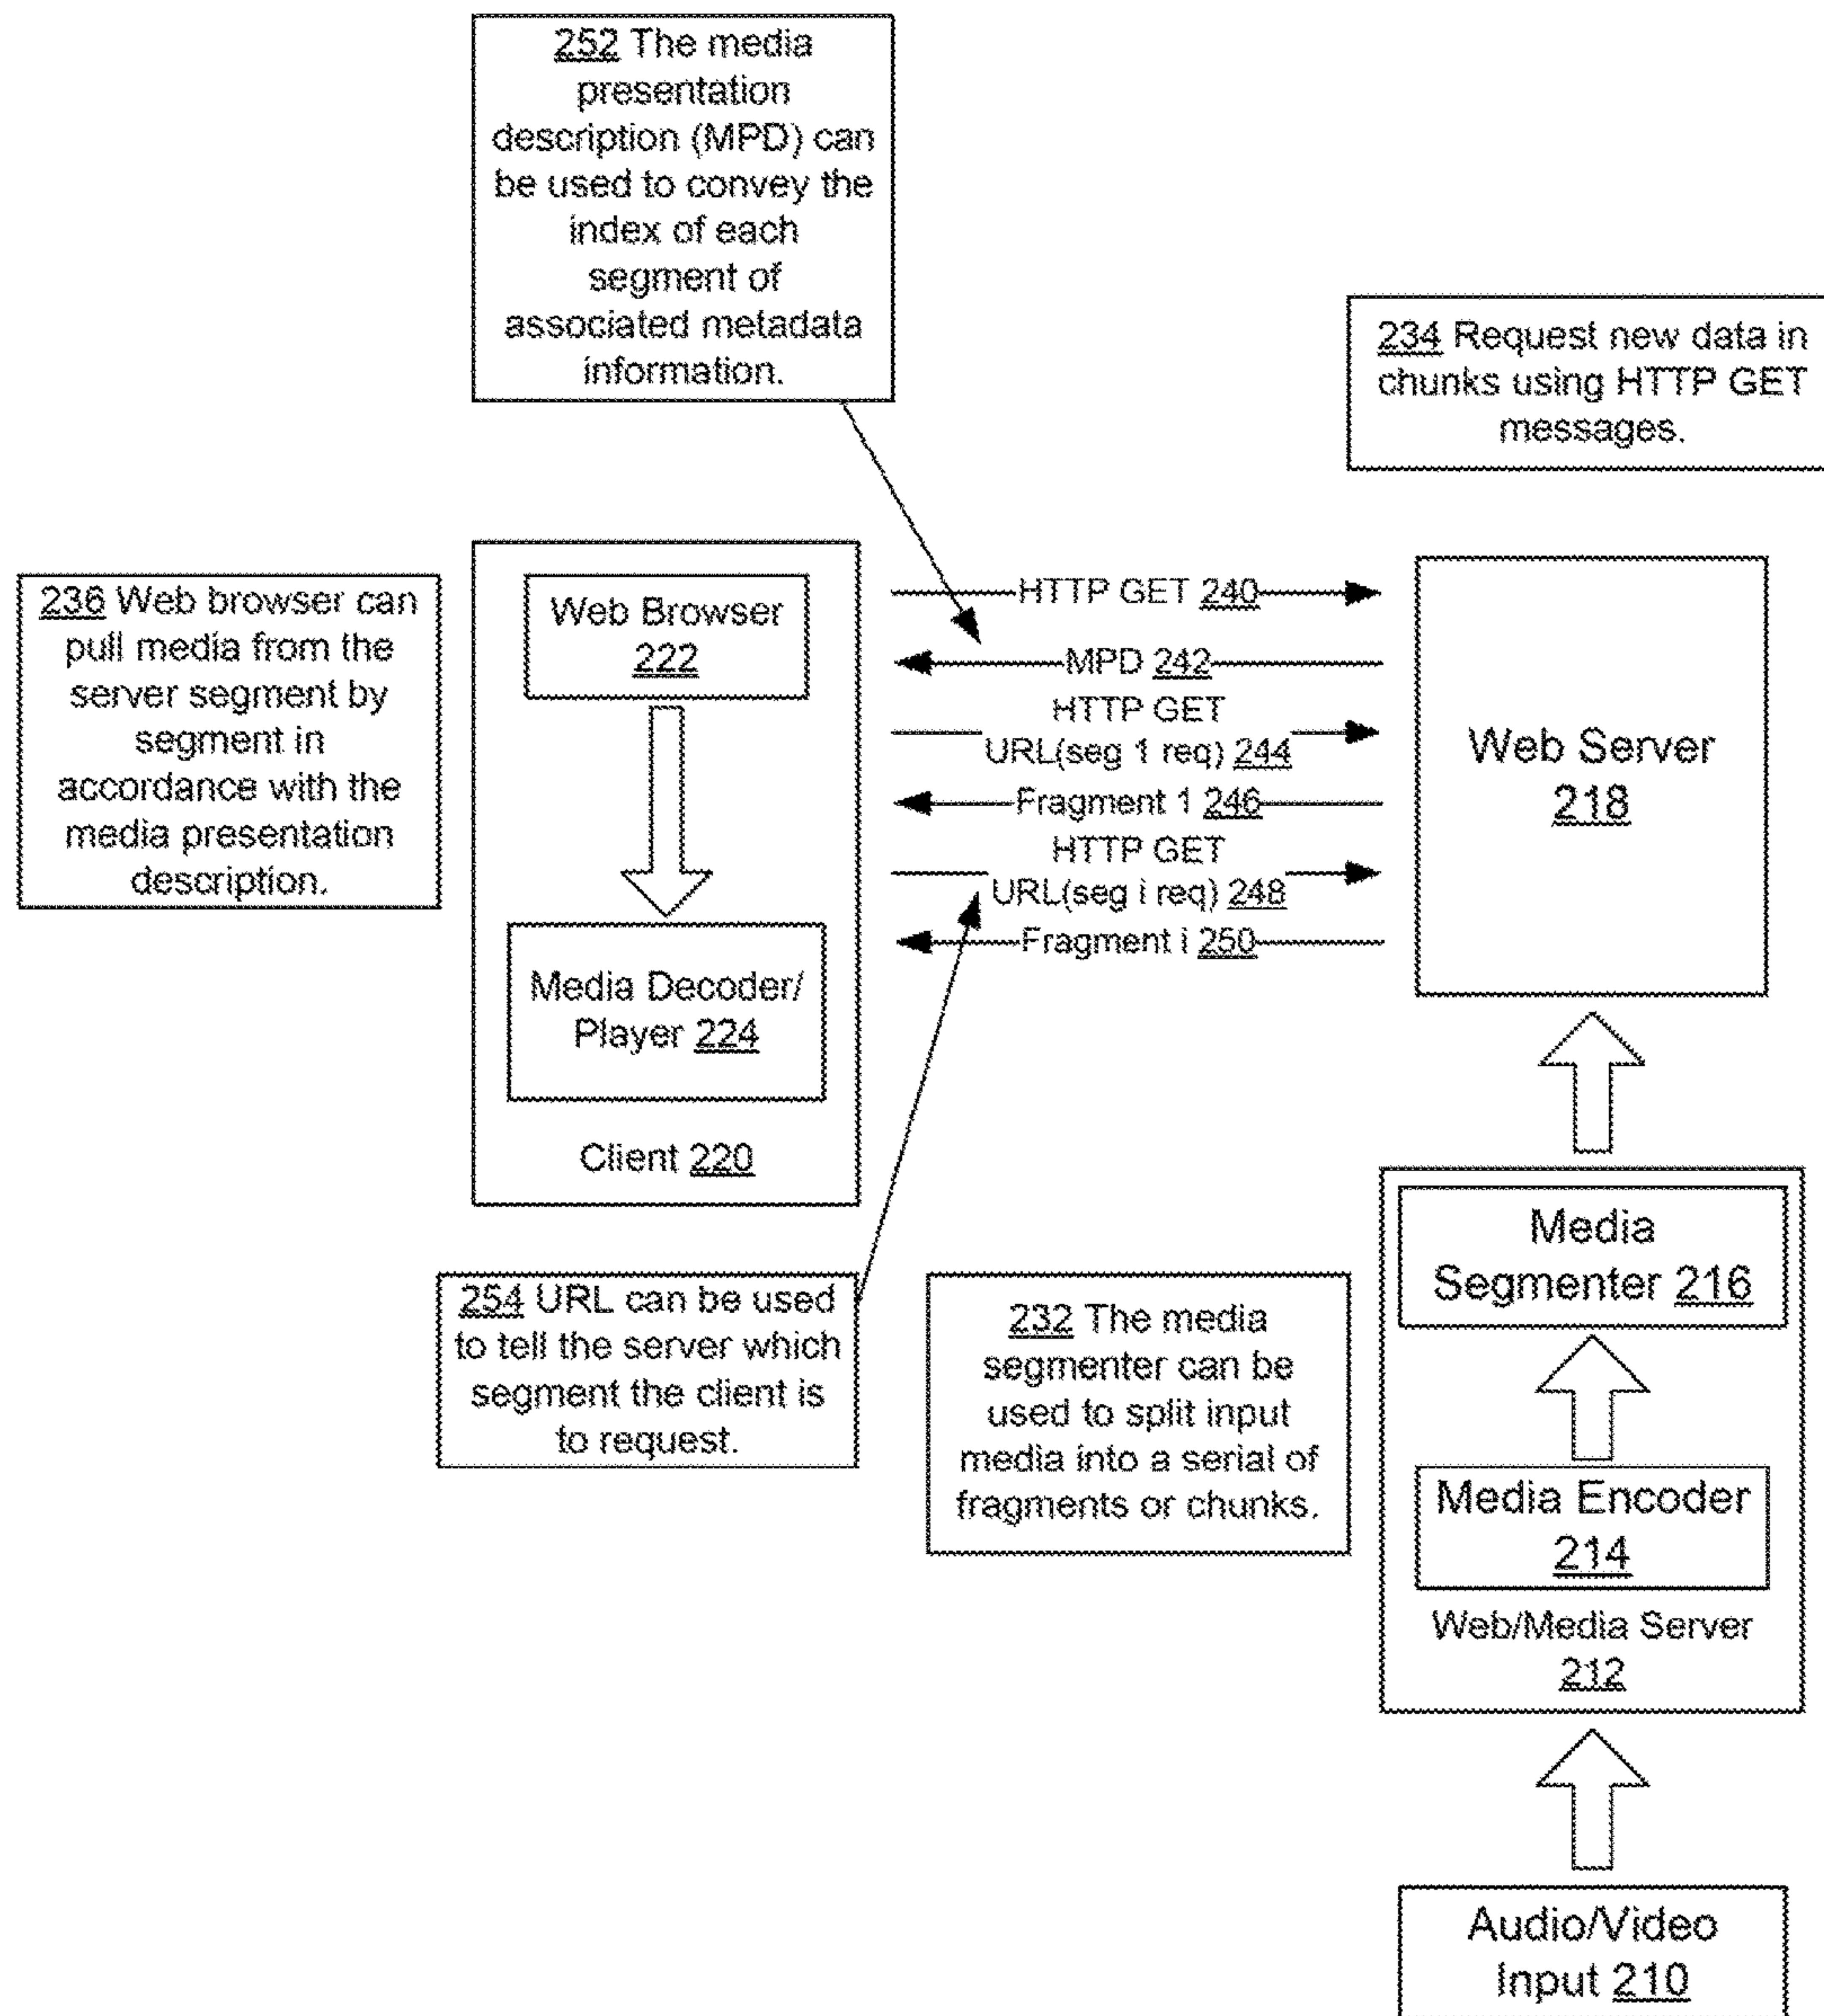 252 The media
presentation
description (MPD) can
be used to convey the
index of each
segment of
associated metadata
information.
234 Request new data in
chunks using HTTP GET
messages.
236 Web browser can
pull media from the
server segment by
segment in
accordance with the
media presentation
description.
Web Browser
222
Media Decoder/
Player 224
Client 220
HTTP GET 240
MPD 242
HTTP GET
URL(seg 1 req) 244
Fragment 1 246
HTTP GET
URL(seg i req) 248
Fragment i 250
Web Server
218
254 URL can be used
to tell the server which
segment the client is
to request.
232 The media
segmenter can be
used to split input
media into a serial of
fragments or chunks.
Media
Segmenter 216
Media Encoder
214
Web/Media Server
212
Audio/Video
Input 210